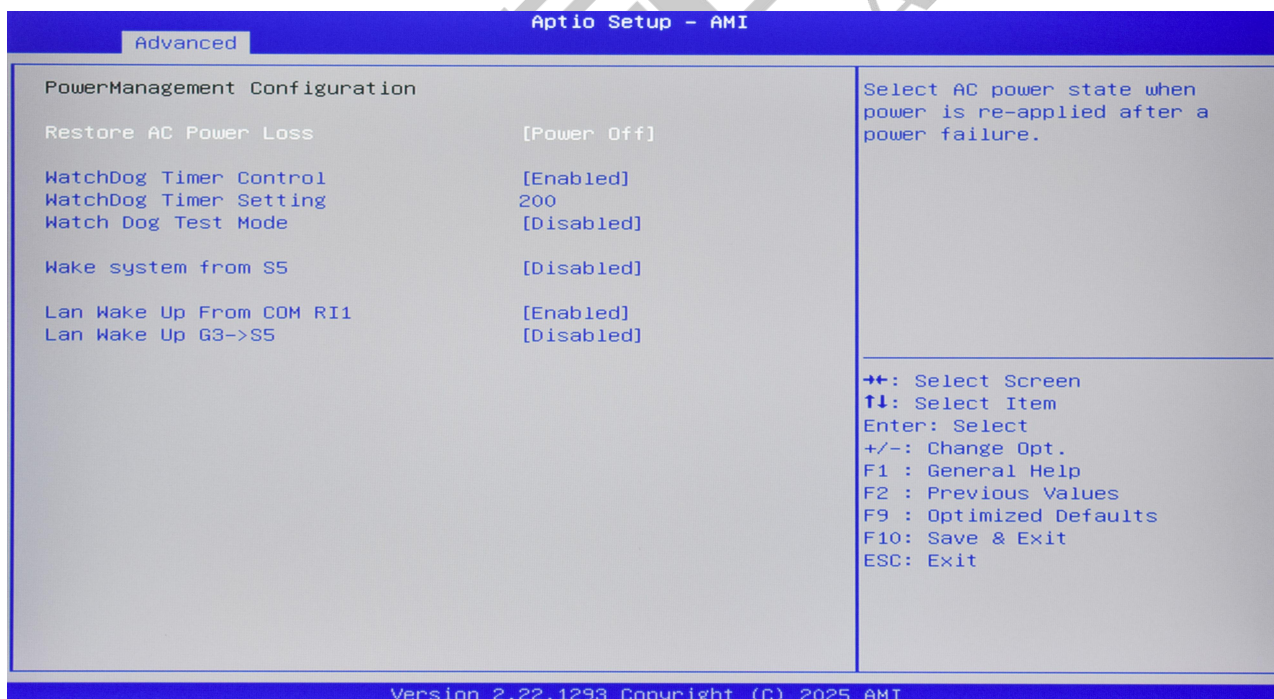 Aptio Setup – AMI
Advanced
PowerManagement Configuration
Restore AC Power Loss [Power Off]
WatchDog Timer Control [Enabled]
WatchDog Timer Setting 200
Watch Dog Test Mode [Disabled]
Wake system from S5 [Disabled]
Lan Wake Up From COM RI1 [Enabled]
Lan Wake Up G3->S5 [Disabled]
Select AC power state when
power is re-applied after a
power failure.
→←: Select Screen
↑↓: Select Item
Enter: Select
+/-: Change Opt.
F1 : General Help
F2 : Previous Values
F9 : Optimized Defaults
F10: Save & Exit
ESC: Exit
Version 2.22.1293 Copyright (C) 2025 AMI